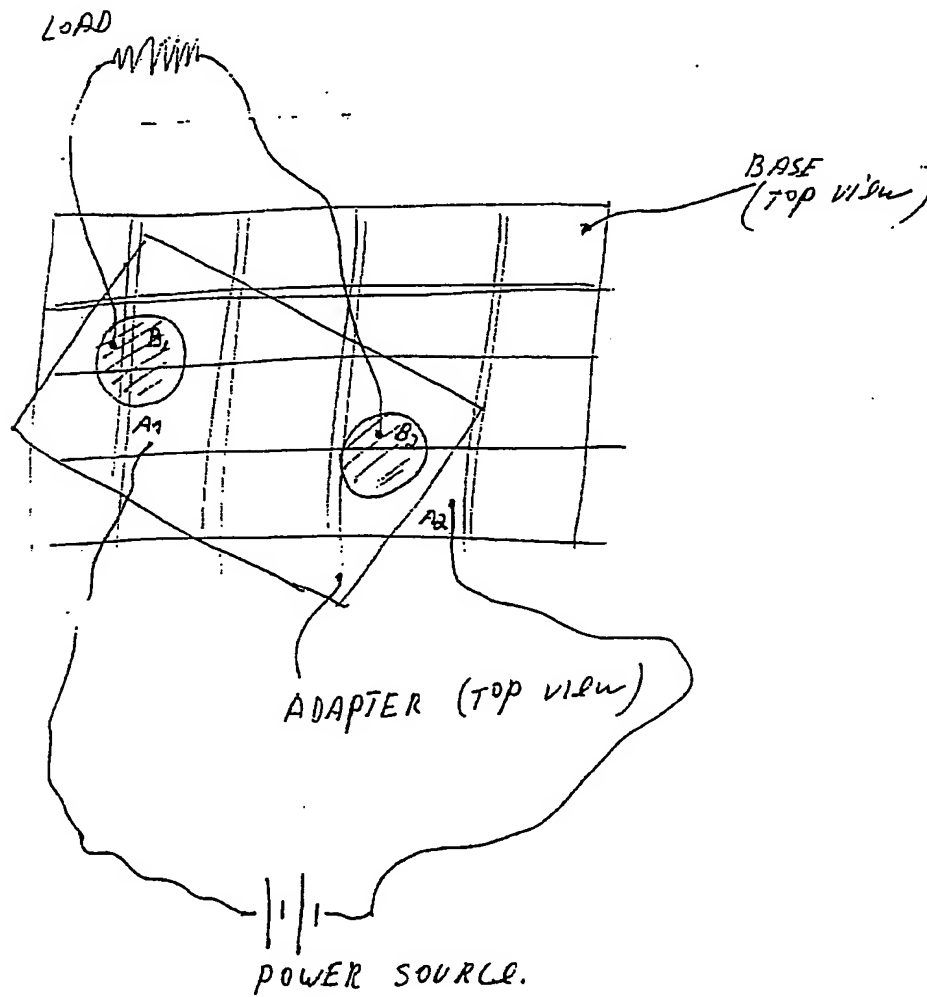 LOAD
BASE
(TOP view)
B1
A1
B2
A2
ADAPTER (TOP view)
POWER SOURCE.